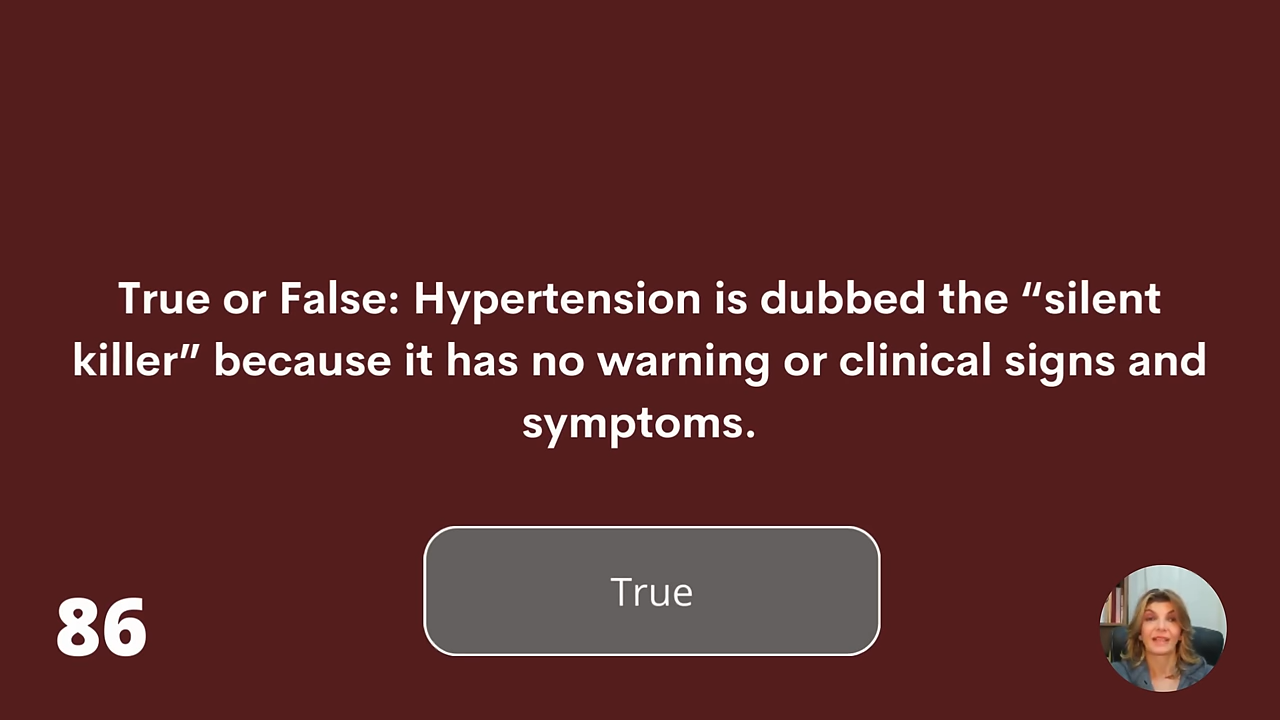 True or False: Hypertension is dubbed the “silent
killer” because it has no warning or clinical signs and
symptoms.
True
86